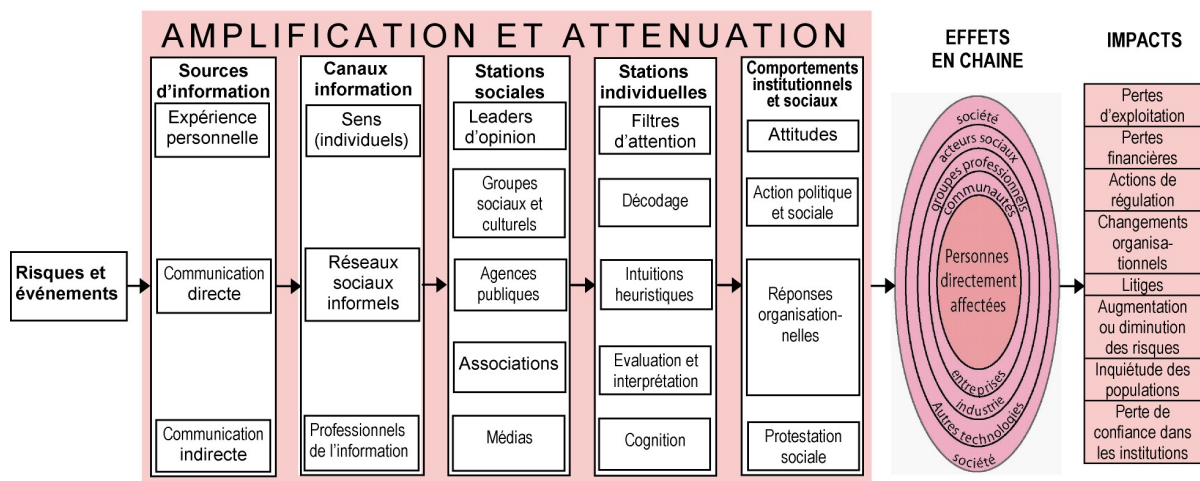 AMPLIFICATION ET ATTENUATION
Risques et
événements
Sources
d'information
Expérience
personnelle
Communication
directe
Communication
indirecte
Canaux
information
Sens
(individuels)
Réseaux
sociaux
informels
Professionnels
de l'information
Stations
sociales
Leaders
d'opinion
Groupes
sociaux et
culturels
Agences
publiques
Associations
Médias
Stations
individuelles
Filtres
d'attention
Décodage
Intuitions
heuristiques
Evaluation et
interprétation
Cognition
Comportements
institutionnels
et sociaux
Attitudes
Action politique
et sociale
Réponses
organisation-
nelles
Protestation
sociale
EFFETS
EN CHAINE
société
acteurs sociaux
groupes professionnels
communautés
Personnes
directement
affectées
entreprises
industrie
Autres technologies
société
IMPACTS
Pertes
d'exploitation
Pertes
financières
Actions de
régulation
Changements
organisa-
tionnels
Litiges
Augmentation
ou diminution
des risques
Inquiétude des
populations
Perte de
confiance dans
les institutions